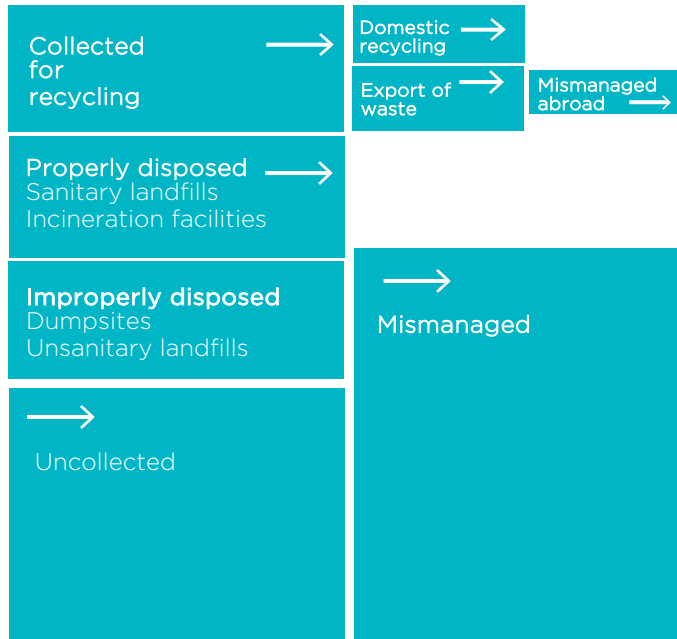 Collected
for
recycling
Domestic
recycling
Export of
waste
Mismanaged
abroad
Properly disposed
Sanitary landfills
Incineration facilities
Improperly disposed
Dumpsites
Unsanitary landfills
Mismanaged
Uncollected